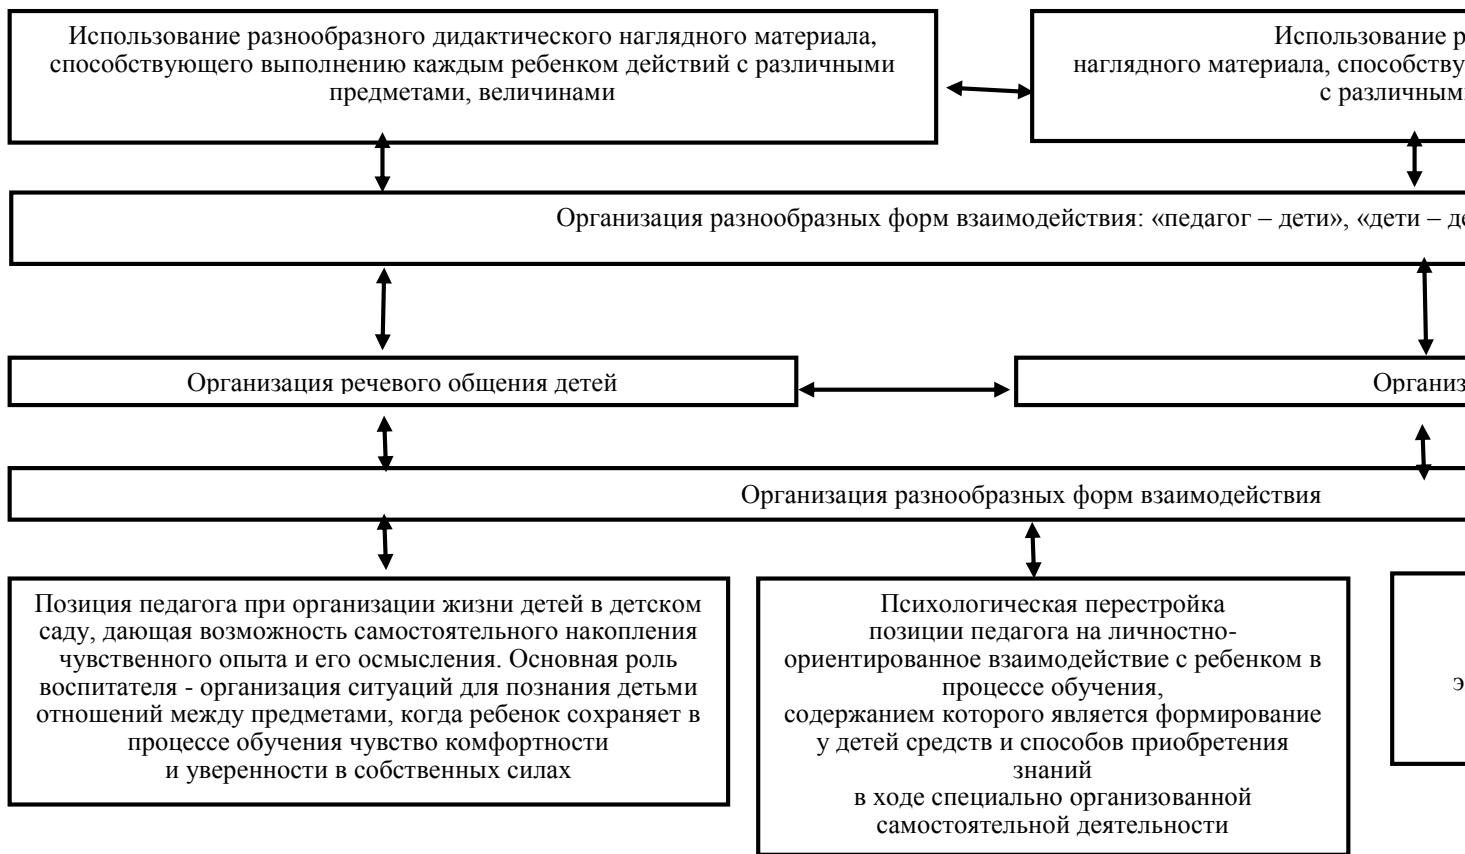 Использование разнообразного дидактического наглядного материала,
способствующего выполнению каждым ребенком действий с различными
предметами, величинами
Использование
наглядного материала,
с
Организация разнообразных форм взаимодействия: «педагог – дети», «дети –
Организация речевого общения детей
Организация разнообразных форм взаимодействия
Позиция педагога при организации жизни детей в детском
саду, дающая возможность самостоятельного накопления
чувственного опыта и его осмысления. Основная роль
воспитателя - организация ситуаций для познания детьми
отношений между предметами, когда ребенок сохраняет в
процессе обучения чувство комфортности
и уверенности в собственных силах
Психологическая перестройка
позиции педагога на личностно-
ориентированное взаимодействие с ребенком в
процессе обучения,
содержанием которого является формирование
у детей средств и способов приобретения
знаний
в ходе специально организованной
самостоятельной деятельности